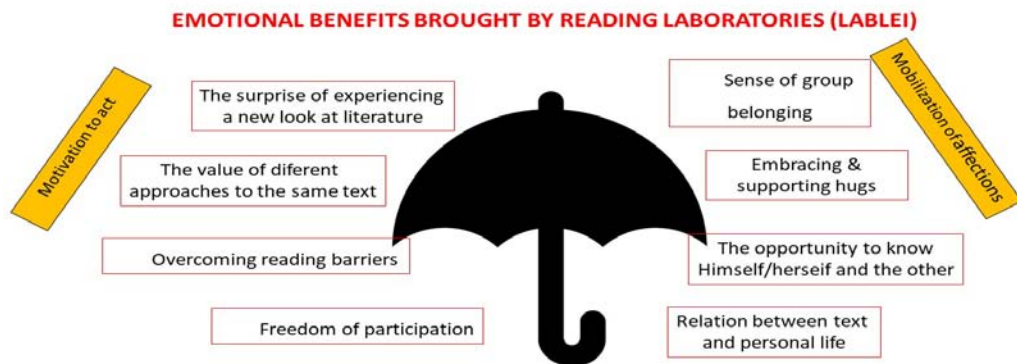 EMOTIONAL BENEFITS BROUGHT BY READING LABORATORIES (LABLEI)
Motivation to act
The surprise of experiencing
a new look at literature
The value of diferent
approaches to the same text
Overcoming reading barriers
Freedom of participation
Sense of group
belonging
Embracing &
supporting hugs
The opportunity to know
Himself/herseif and the other
Relation between text
and personal life
Mobilization of affections